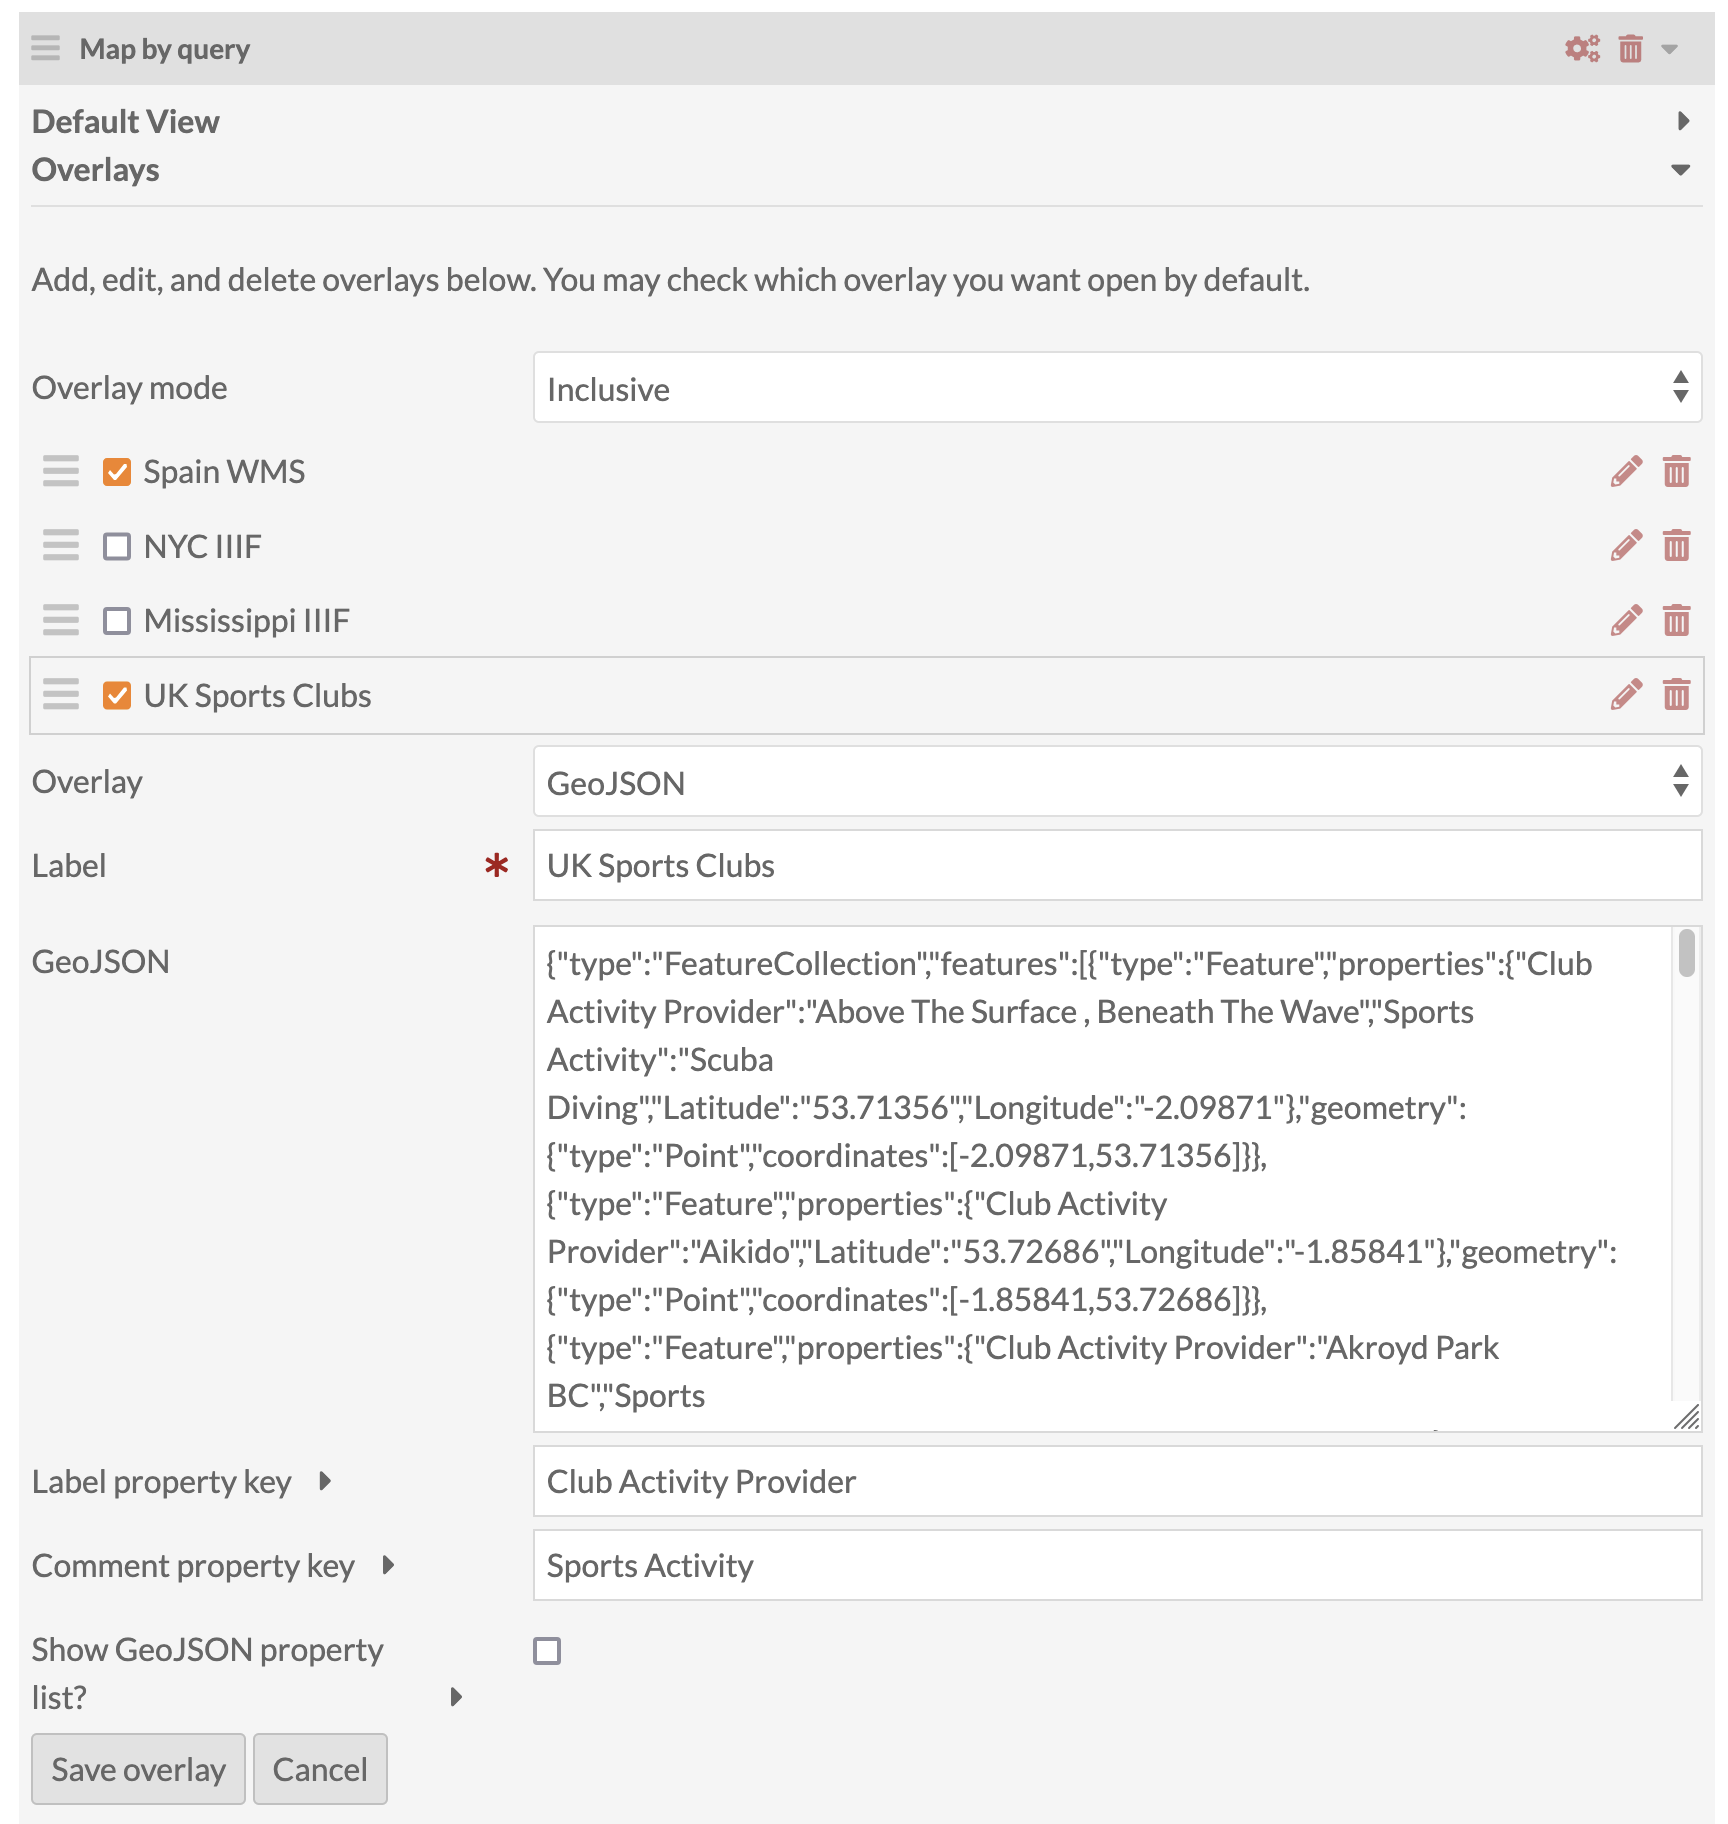 Map by query
Default View
Overlays
Add, edit, and delete overlays below. You may check which overlay you want open by default.
Overlay mode
Inclusive
Spain WMS
NYC IIIF
Mississippi IIIF
UK Sports Clubs
Overlay
GeoJSON
Label *
UK Sports Clubs
GeoJSON
{"type":"FeatureCollection","features":[{"type":"Feature","properties":{"Club
Activity Provider":"Above The Surface , Beneath The Wave","Sports
Activity":"Scuba
Diving","Latitude":"53.71356","Longitude":"-2.09871"},"geometry":
{"type":"Point","coordinates":[-2.09871,53.71356]}},
{"type":"Feature","properties":{"Club Activity
Provider":"Aikido","Latitude":"53.72686","Longitude":"-1.85841"},"geometry":
{"type":"Point","coordinates":[-1.85841,53.72686]}},
{"type":"Feature","properties":{"Club Activity Provider":"Akroyd Park
BC","Sports
Label property key
Club Activity Provider
Comment property key
Sports Activity
Show GeoJSON property
list?
Save overlay
Cancel